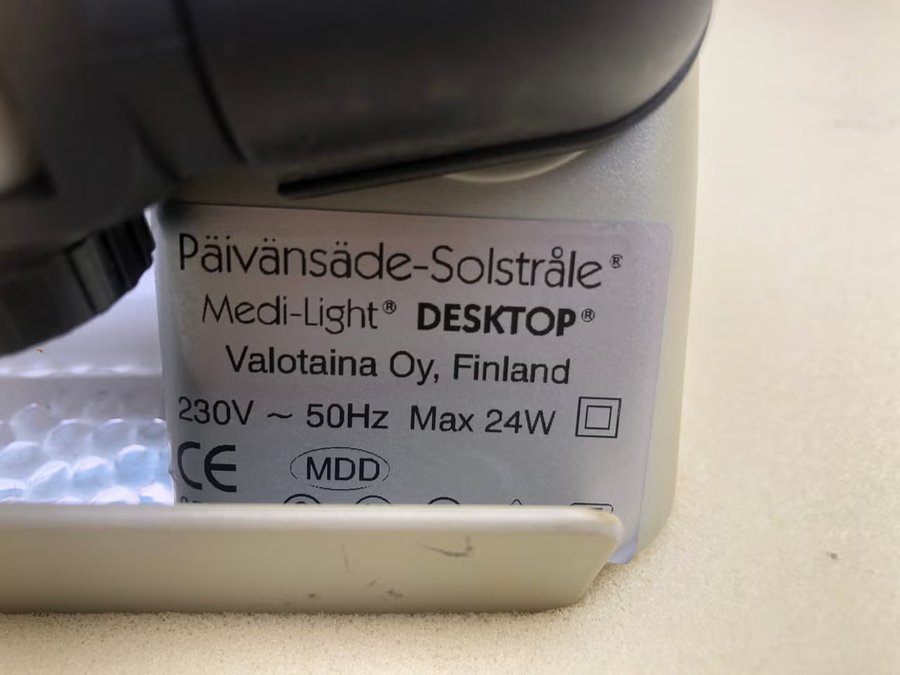 Päivänsäde-Solstråle®
Medi-Light® DESKTOP®
Valotaina Oy, Finland
230V ~ 50Hz Max 24W
CE MDD